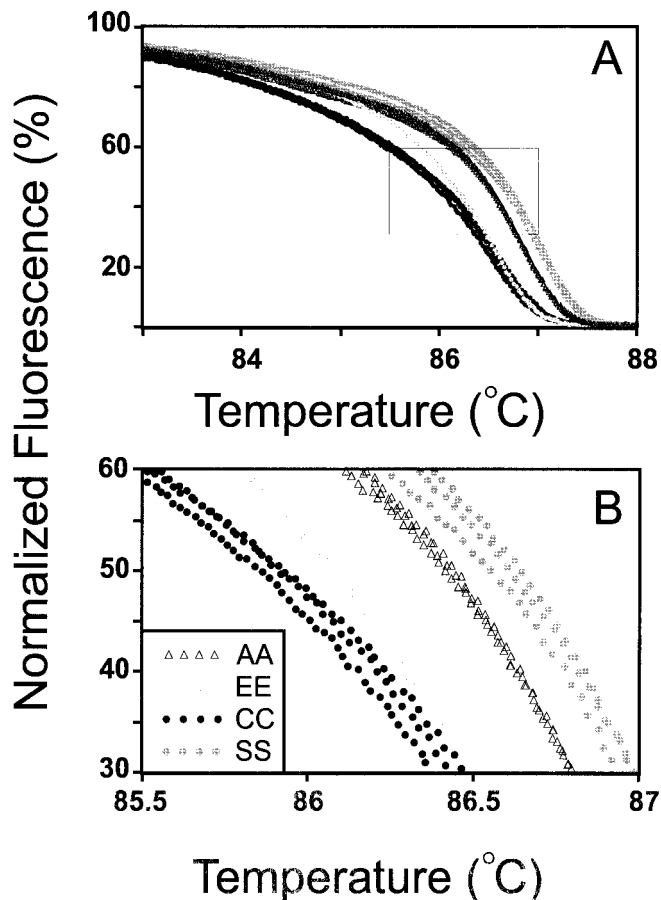 Normalized Fluorescence (%)
100
60
20
A
84
86
88
Temperature (°C)
60
50
40
30
B
AA
EE
CC
SS
85.5
86
86.5
87
Temperature (°C)